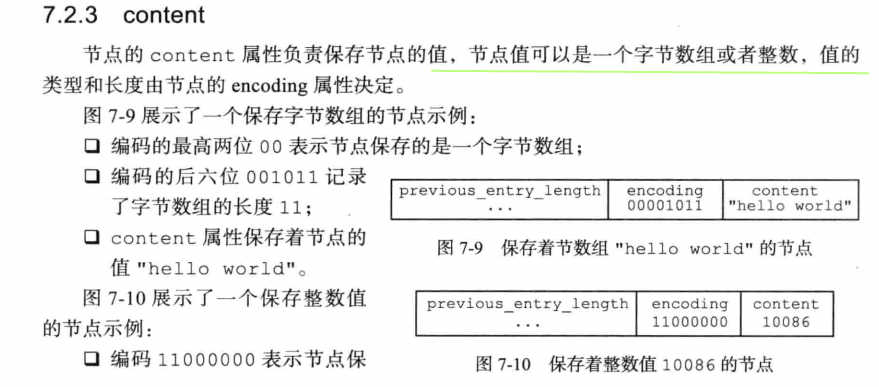 7.2.3 content
节点的 content 属性负责保存节点的值，节点值可以是一个字节数组或者整数，值的
类型和长度由节点的 encoding 属性决定。
图 7-9 展示了一个保存字节数组的节点示例：
❑ 编码的最高两位 00 表示节点保存的是一个字节数组；
❑ 编码的后六位 001011 记录
了字节数组的长度 11；
❑ content 属性保存着节点的
值 "hello world"。
图 7-10 展示了一个保存整数值
的节点示例：
❑ 编码 11000000 表示节点保
previous_entry_length encoding content
... 00001011 "hello world"
图 7-9 保存着节数组 "hello world" 的节点
previous_entry_length encoding content
... 11000000 10086
图 7-10 保存着整数值 10086 的节点